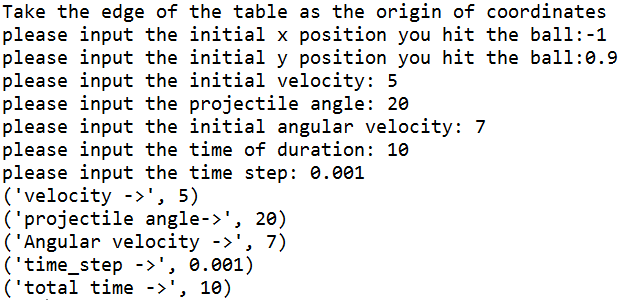 Take the edge of the table as the origin of coordinates
please input the initial x position you hit the ball:-1
please input the initial y position you hit the ball:0.9
please input the initial velocity: 5
please input the projectile angle: 20
please input the initial angular velocity: 7
please input the time of duration: 10
please input the time step: 0.001
('velocity ->', 5)
('projectile angle->', 20)
('Angular velocity ->', 7)
('time_step ->', 0.001)
('total time ->', 10)